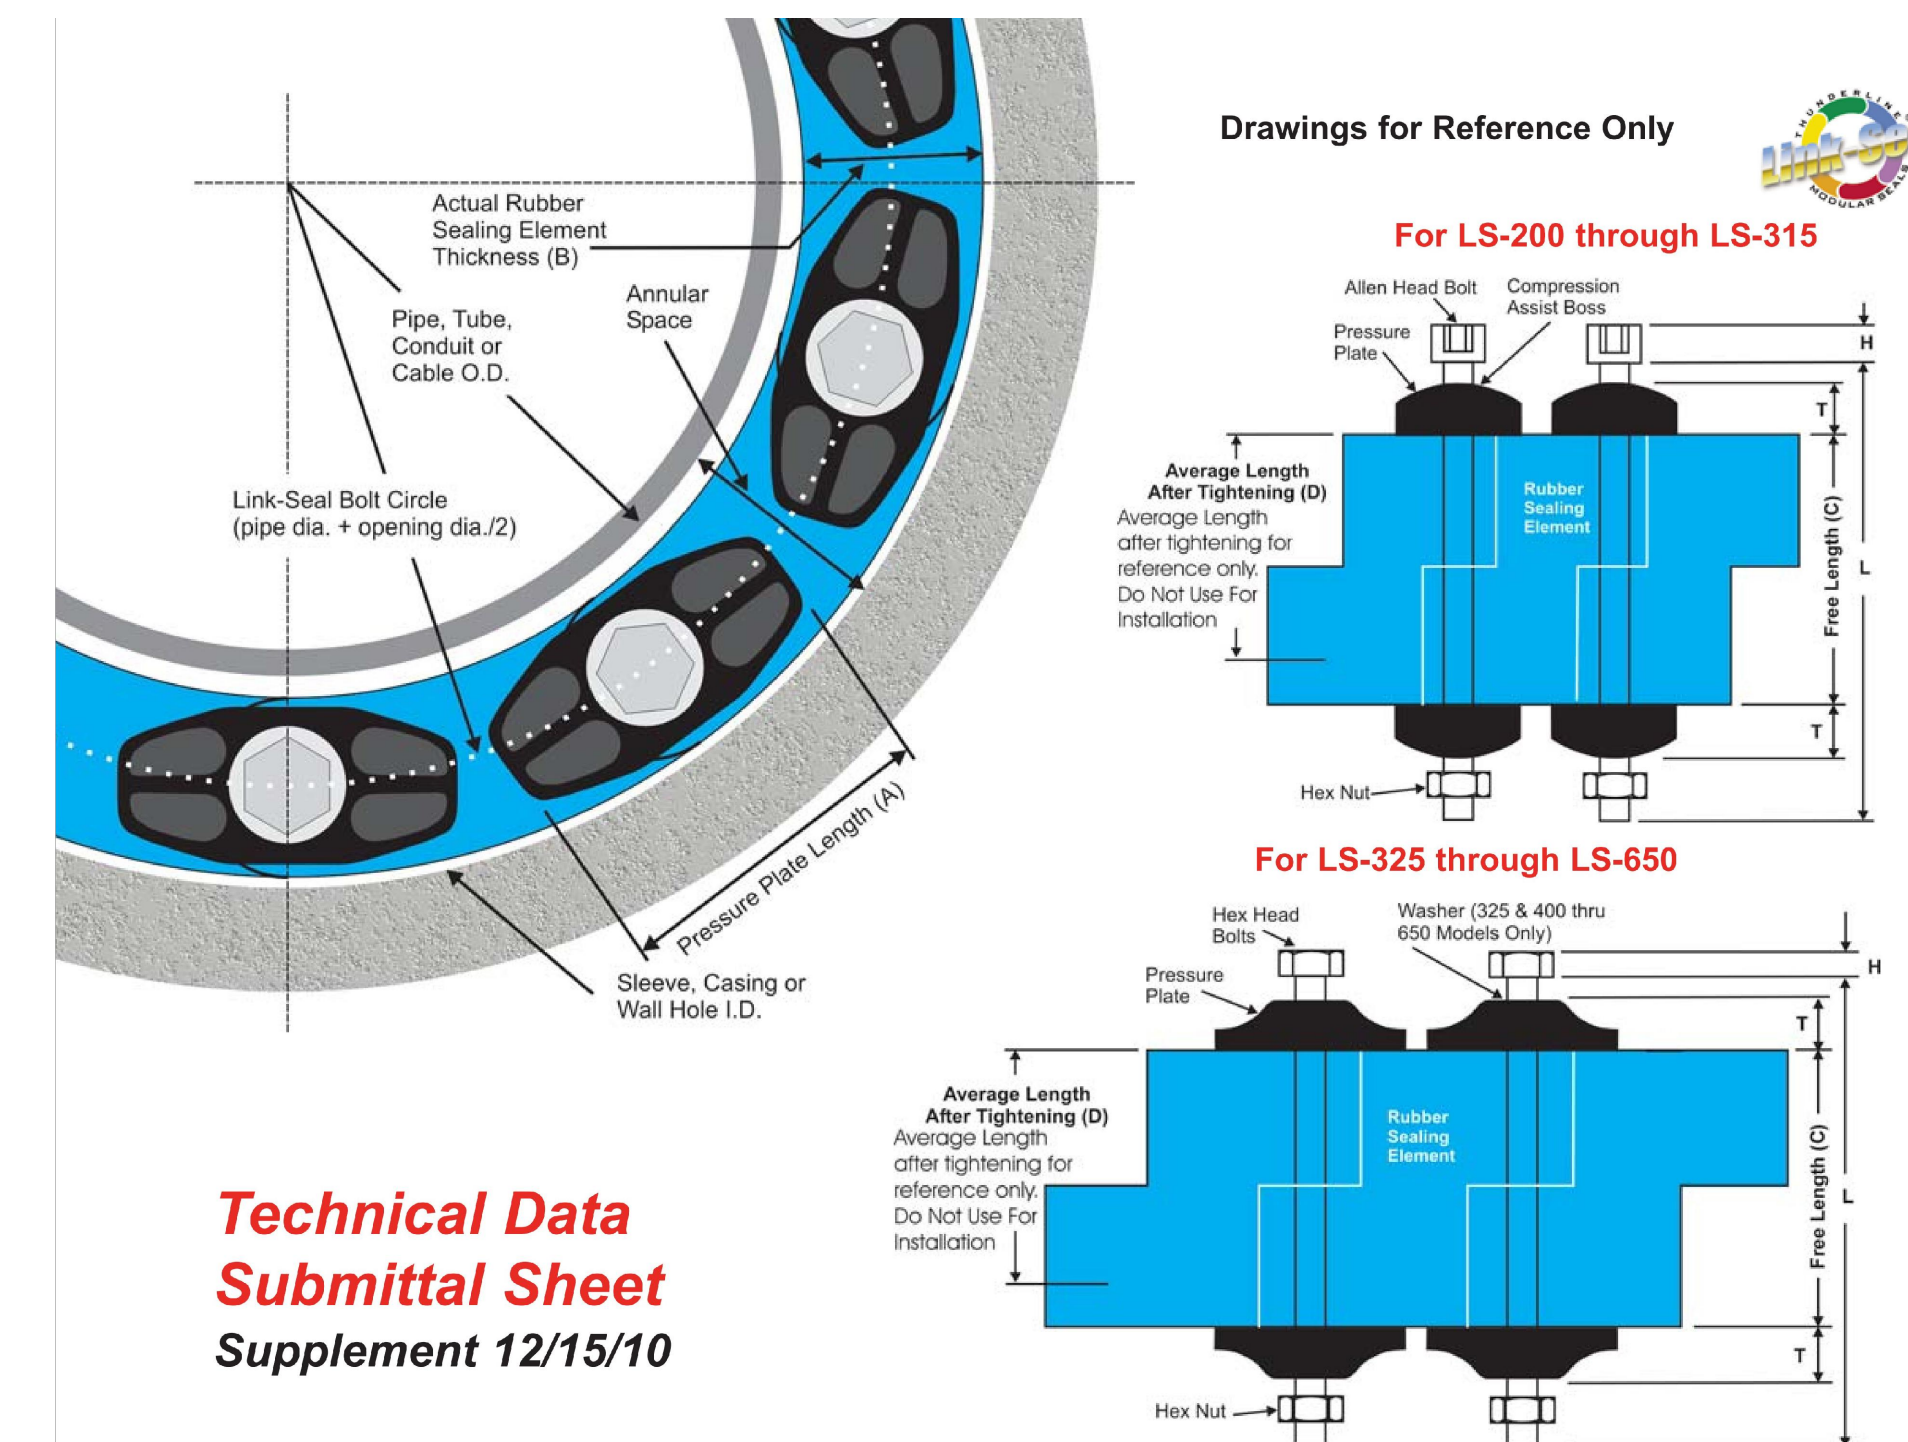 Drawings for Reference Only
THUNDERLINE
Link-Se
MODULAR SEALS
Actual Rubber
Sealing Element
Thickness (B)
Pipe, Tube,
Conduit or
Cable O.D.
Annular
Space
Link-Seal Bolt Circle
(pipe dia. + opening dia./2)
Pressure Plate Length (A)
Sleeve, Casing or
Wall Hole I.D.
For LS-200 through LS-315
Allen Head Bolt
Compression
Assist Boss
Pressure
Plate
H
T
Average Length
After Tightening (D)
Average Length
after tightening for
reference only.
Do Not Use For
Installation
Rubber
Sealing
Element
Free Length (C)
L
T
Hex Nut
For LS-325 through LS-650
Hex Head
Bolts
Washer (325 & 400 thru
650 Models Only)
Pressure
Plate
H
T
Average Length
After Tightening (D)
Average Length
after tightening for
reference only.
Do Not Use For
Installation
Rubber
Sealing
Element
Free Length (C)
L
T
Hex Nut
Technical Data
Submittal Sheet
Supplement 12/15/10